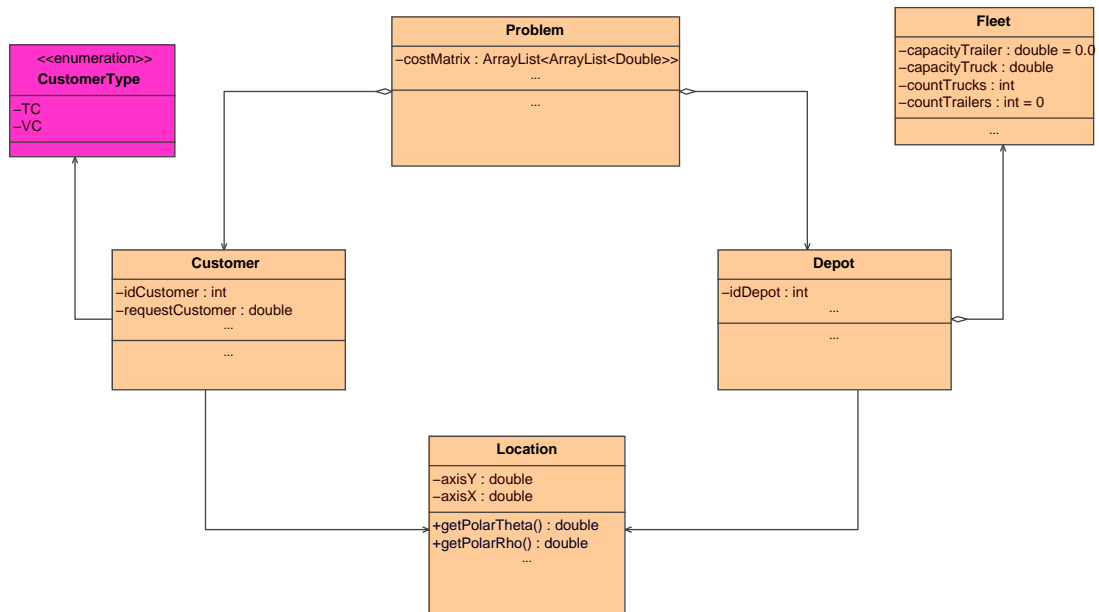 Problem
−costMatrix : ArrayList<ArrayList<Double>>
...
...
Fleet
−capacityTrailer : double = 0.0
−capacityTruck : double
−countTrucks : int
−countTrailers : int = 0
...
<<enumeration>>
CustomerType
−TC
−VC
Customer
−idCustomer : int
−requestCustomer : double
...
...
Depot
−idDepot : int
...
...
Location
−axisY : double
−axisX : double
+getPolarTheta() : double
+getPolarRho() : double
...